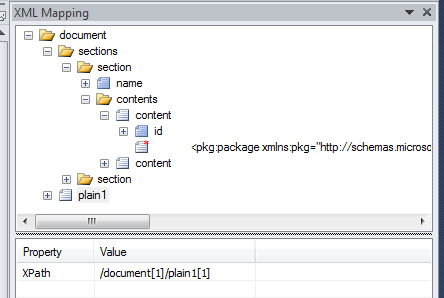 XML Mapping
document
sections
section
name
contents
content
id
<pkg:package xmlns:pkg="http://schemas.microso
content
section
plain1
Property Value
XPath /document[1]/plain1[1]